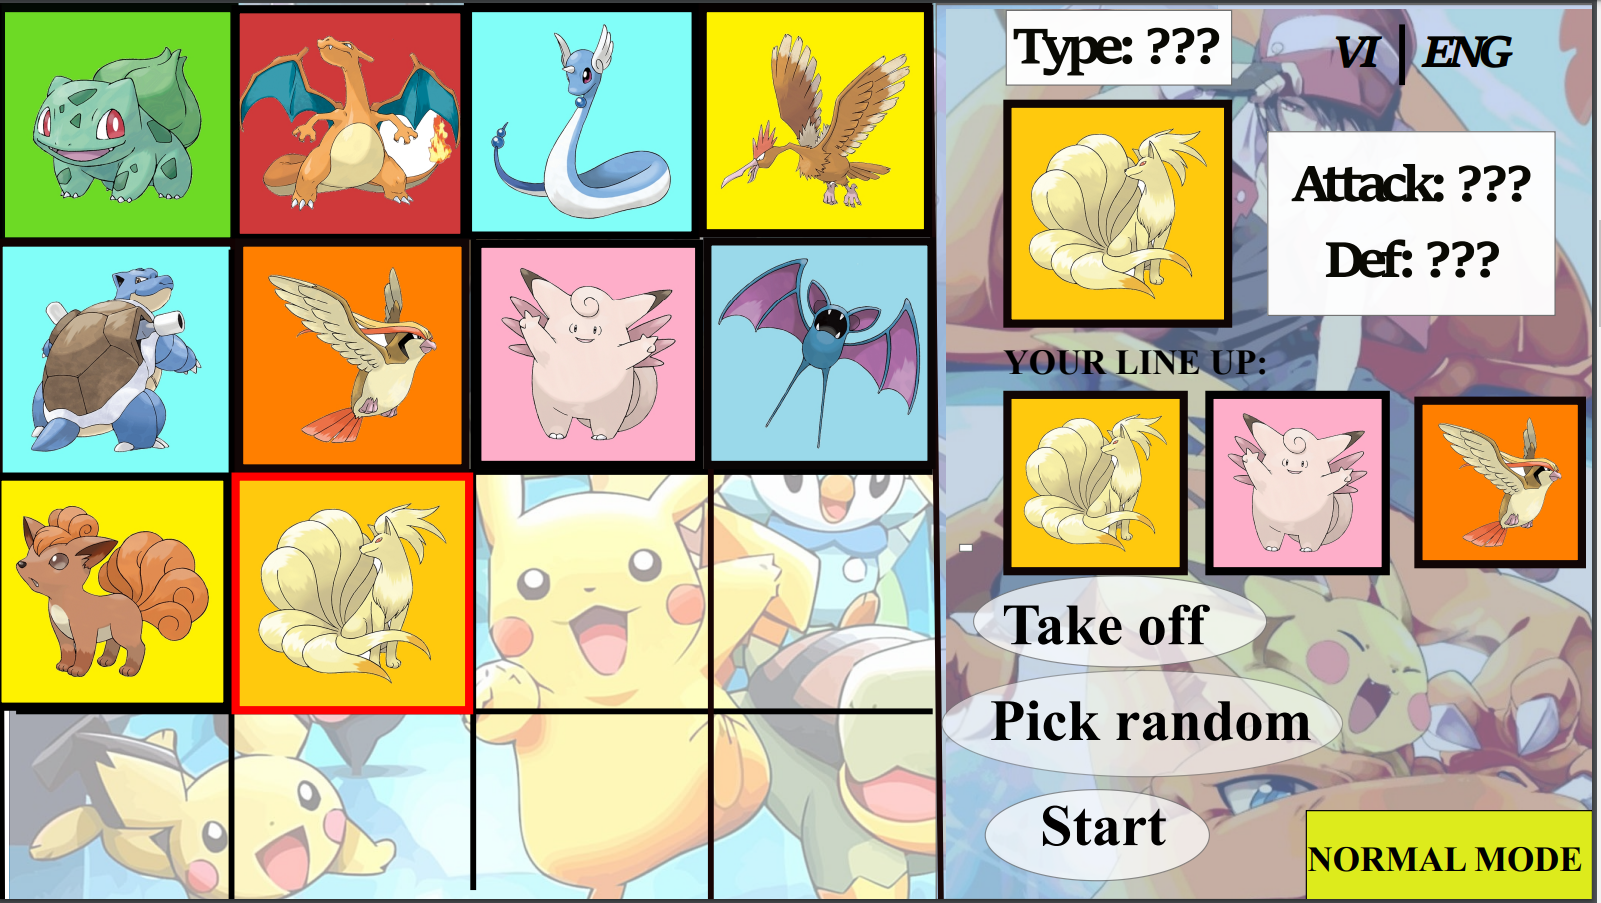 Type: ???
VI | ENG
Attack: ???
Def: ???
YOUR LINE UP:
Take off
Pick random
Start
NORMAL MODE